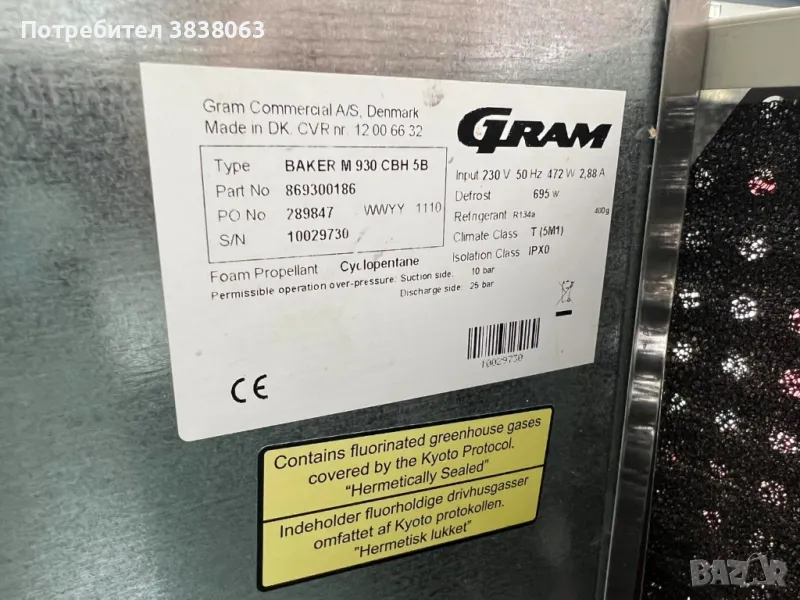 Потребител 3838063
Gram Commercial A/S, Denmark
Made in DK. CVR nr. 12 00 66 32
GRAM
Type BAKER M 930 CBH 5B
Part No 869300186
PO No 289847 WWYY 1110
S/N 10029730
Input 230 V 50 Hz 472 W 2,88 A
Defrost 695 W
Refrigerant R134a 400g
Climate Class T (5M1)
Isolation Class IPX0
Foam Propellant Cyclopentane
Permissible operation over-pressure: Suction side: 10 bar
Discharge side: 25 bar
10029730
CE
Contains fluorinated greenhouse gases
covered by the Kyoto Protocol.
"Hermetically Sealed"
Indeholder fluorholdige drivhusgasser
omfattet af Kyoto protokollen.
"Hermetisk lukket"
BAZAR